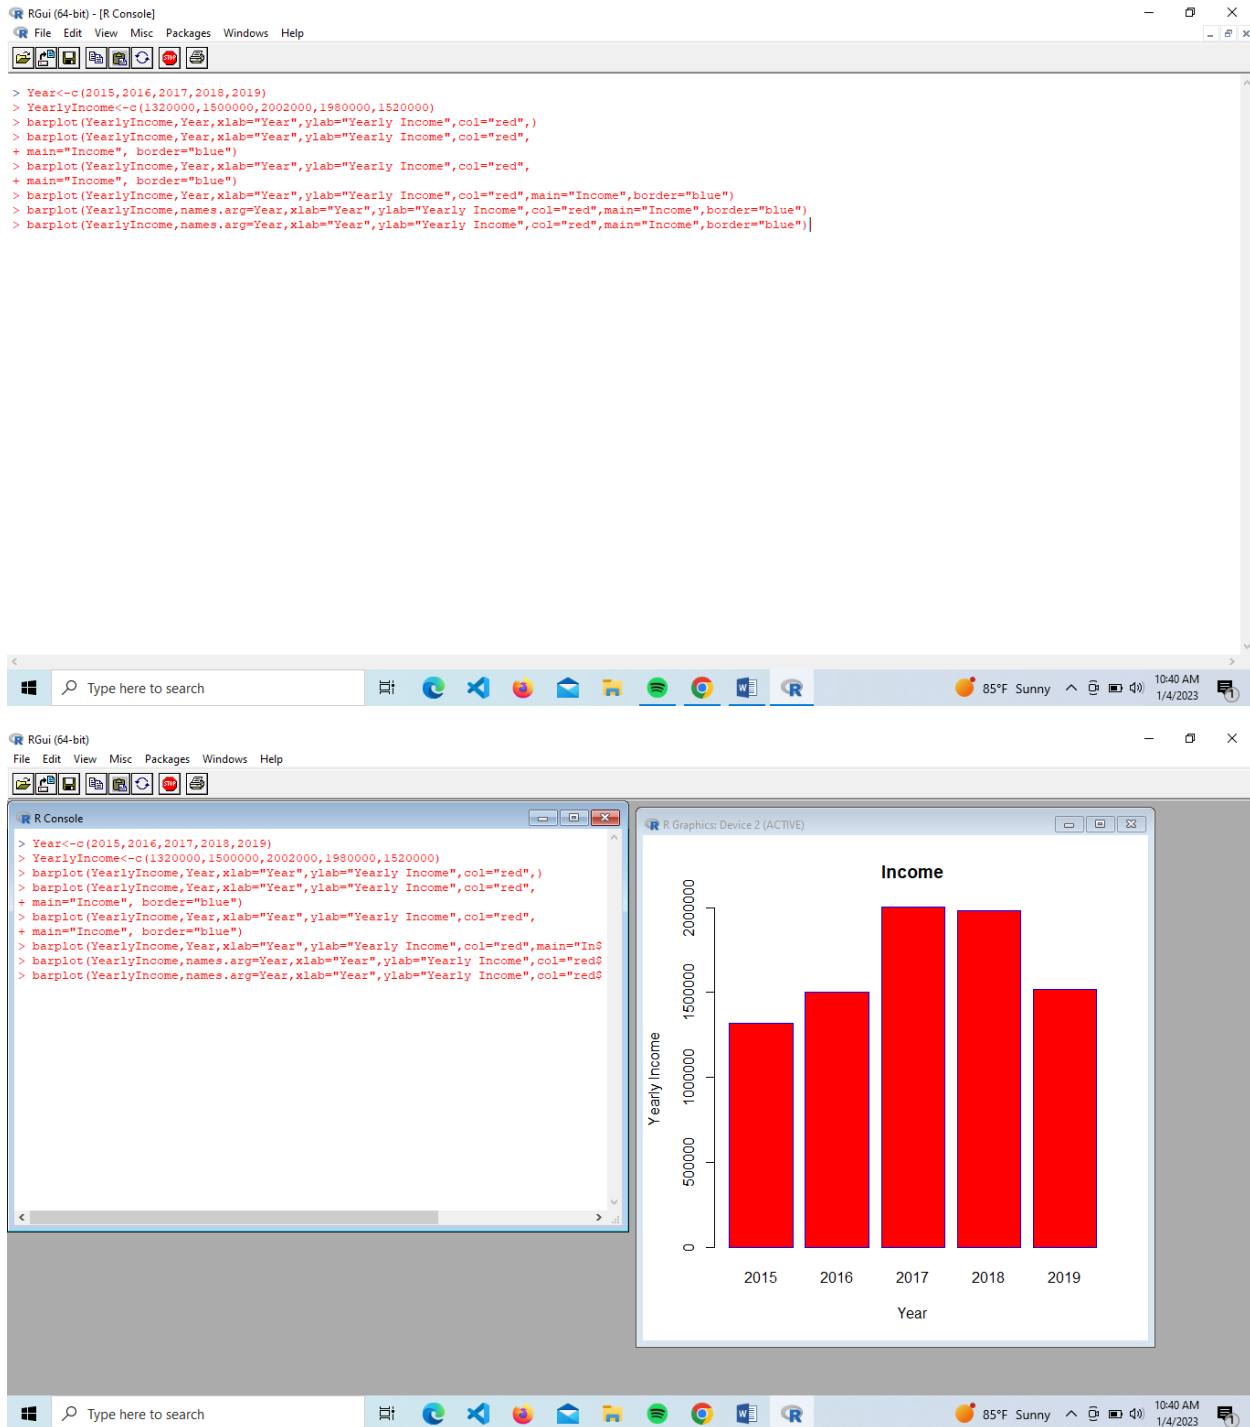 RGui (64-bit) - [R Console]
File Edit View Misc Packages Windows Help
STOP
> Year<-c(2015,2016,2017,2018,2019)
> YearlyIncome<-c(1320000,1500000,2002000,1980000,1520000)
> barplot(YearlyIncome,Year,xlab="Year",ylab="Yearly Income",col="red",)
> barplot(YearlyIncome,Year,xlab="Year",ylab="Yearly Income",col="red",
+ main="Income", border="blue")
> barplot(YearlyIncome,Year,xlab="Year",ylab="Yearly Income",col="red",
+ main="Income", border="blue")
> barplot(YearlyIncome,Year,xlab="Year",ylab="Yearly Income",col="red",main="Income",border="blue")
> barplot(YearlyIncome,names.arg=Year,xlab="Year",ylab="Yearly Income",col="red",main="Income",border="blue")
> barplot(YearlyIncome,names.arg=Year,xlab="Year",ylab="Yearly Income",col="red",main="Income",border="blue")
Type here to search
85°F Sunny
10:40 AM
1/4/2023
1
RGui (64-bit)
File Edit View Misc Packages Windows Help
STOP
R Console
> Year<-c(2015,2016,2017,2018,2019)
> YearlyIncome<-c(1320000,1500000,2002000,1980000,1520000)
> barplot(YearlyIncome,Year,xlab="Year",ylab="Yearly Income",col="red",)
> barplot(YearlyIncome,Year,xlab="Year",ylab="Yearly Income",col="red",
+ main="Income", border="blue")
> barplot(YearlyIncome,Year,xlab="Year",ylab="Yearly Income",col="red",
+ main="Income", border="blue")
> barplot(YearlyIncome,Year,xlab="Year",ylab="Yearly Income",col="red",main="In$
> barplot(YearlyIncome,names.arg=Year,xlab="Year",ylab="Yearly Income",col="red$
> barplot(YearlyIncome,names.arg=Year,xlab="Year",ylab="Yearly Income",col="red$
R Graphics: Device 2 (ACTIVE)
Income
Yearly Income
2000000
1500000
1000000
500000
0
2015 2016 2017 2018 2019
Year
Type here to search
85°F Sunny
10:40 AM
1/4/2023
1